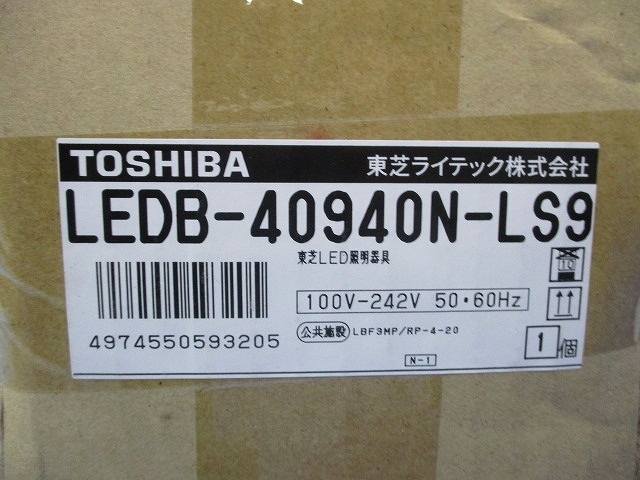 TOSHIBA 東芝ライテック株式会社
LEDB-40940N-LS9
東芝LED照明器具
10
100V-242V 50・60Hz
4974550593205
公共施設 LBF3MP/RP-4-20
1個
N-1